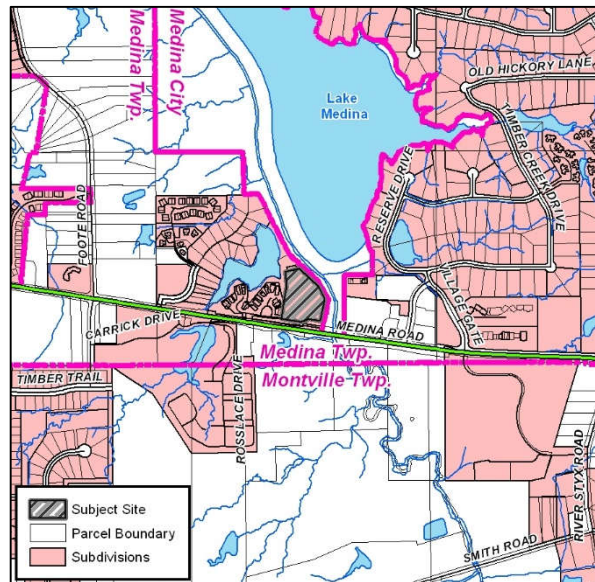 Medina Twp.
Medina City
OLD HICKORY LANE
Lake
Medina
TIMBER CREEK DRIVE
RESERVE DRIVE
FOOTE ROAD
VILLAGE GATE
CARRICK DRIVE
MEDINA ROAD
Medina Twp.
Montville Twp.
TIMBER TRAIL
ROSSLACE DRIVE
RIVER STYX ROAD
SMITH ROAD
Subject Site
Parcel Boundary
Subdivisions